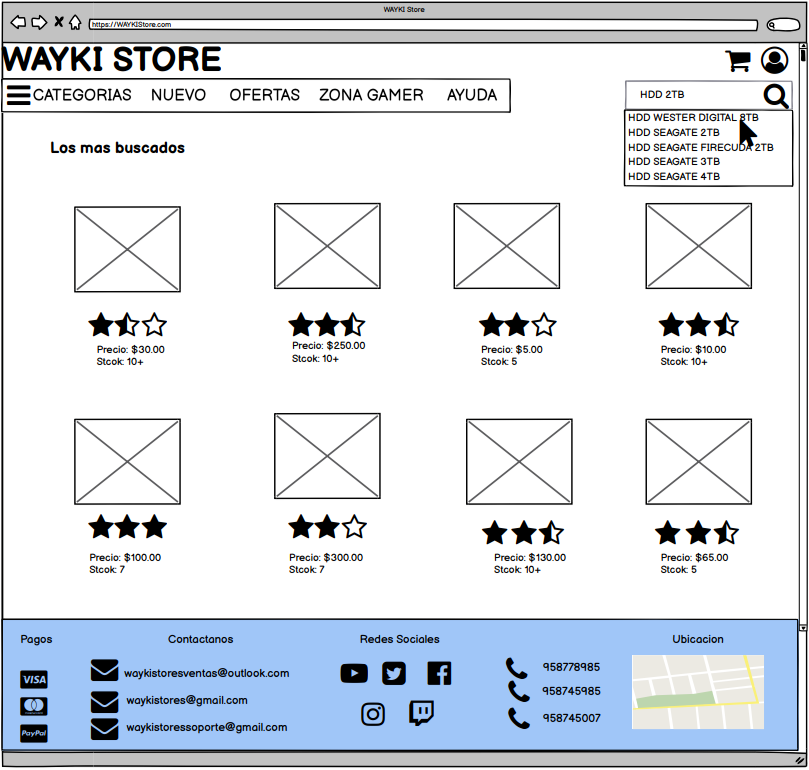 WAYKI Store
https://WAYKIStore.com
WAYKI STORE
CATEGORIAS NUEVO OFERTAS ZONA GAMER AYUDA
HDD 2TB
HDD WESTER DIGITAL 8TB
HDD SEAGATE 2TB
HDD SEAGATE FIRECUDA 2TB
HDD SEAGATE 3TB
HDD SEAGATE 4TB
Los mas buscados
Precio: $30.00
Stcok: 10+
Precio: $250.00
Stcok: 10+
Precio: $5.00
Stcok: 5
Precio: $10.00
Stcok: 10+
Precio: $100.00
Stcok: 7
Precio: $300.00
Stcok: 7
Precio: $130.00
Stcok: 10+
Precio: $65.00
Stcok: 5
Pagos
VISA
PayPal
Contactanos
waykistoresventas@outlook.com
waykistores@gmail.com
waykistoressoporte@gmail.com
Redes Sociales
958778985
958745985
958745007
Ubicacion